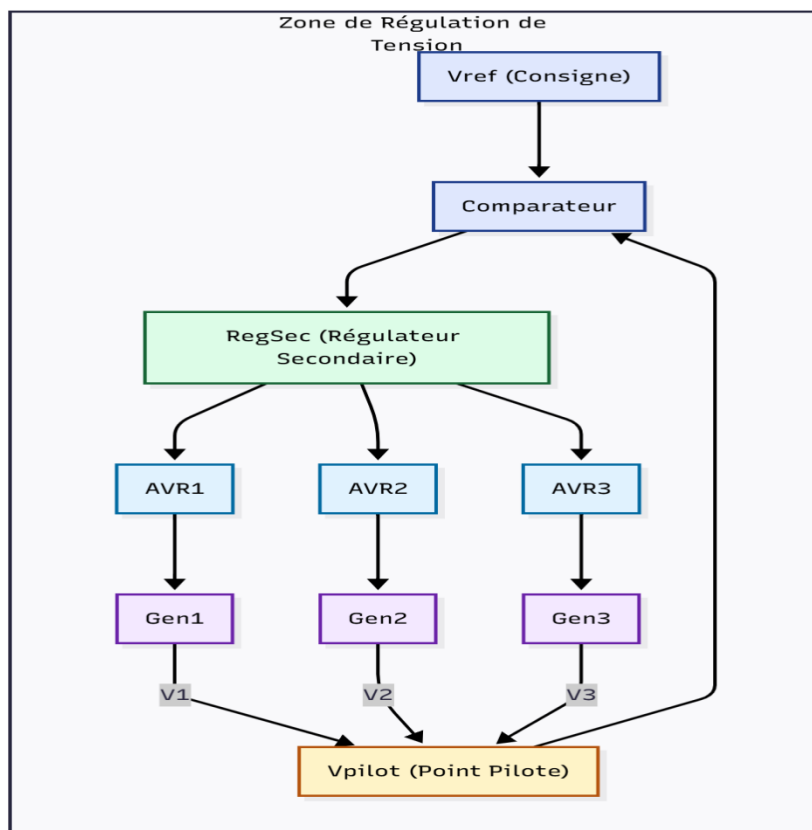 Zone de Régulation de
Tension
Vref (Consigne)
Comparateur
RegSec (Régulateur
Secondaire)
AVR1
AVR2
AVR3
Gen1
Gen2
Gen3
V1
V2
V3
Vpilot (Point Pilote)